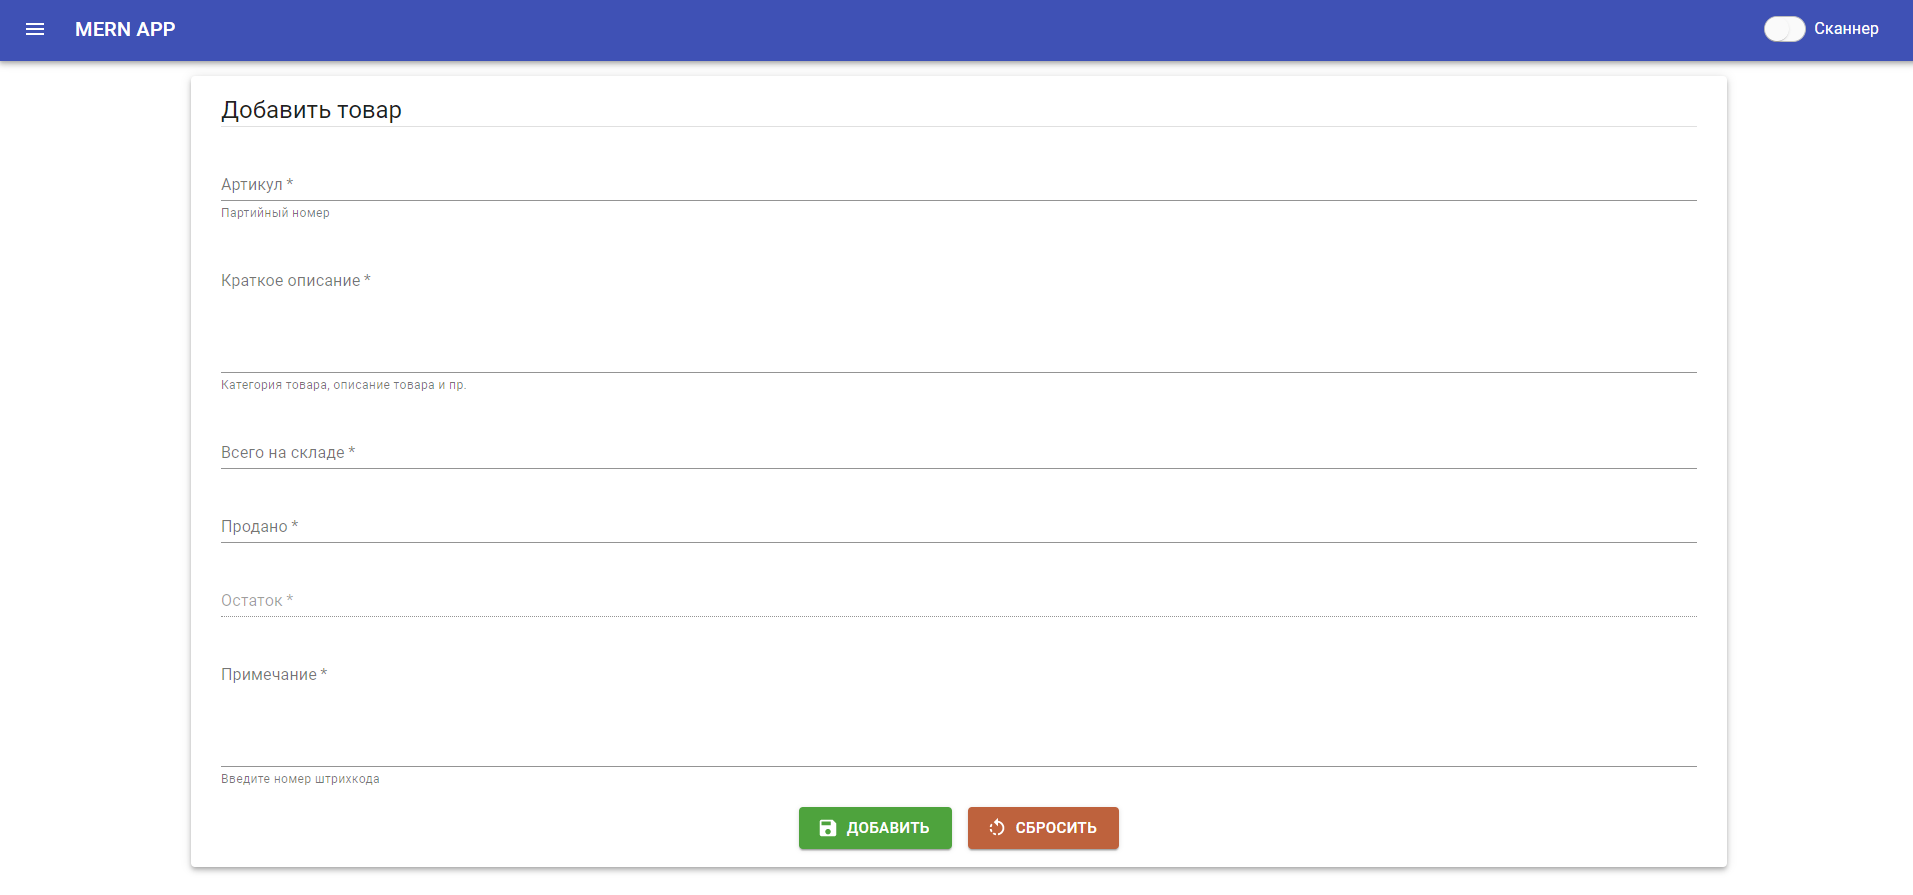 MERN APP
Сканнер
Добавить товар
Артикул *
Партийный номер
Краткое описание *
Категория товара, описание товара и пр.
Всего на складе *
Продано *
Остаток *
Примечание *
Введите номер штрихкода
ДОБАВИТЬ
СБРОСИТЬ